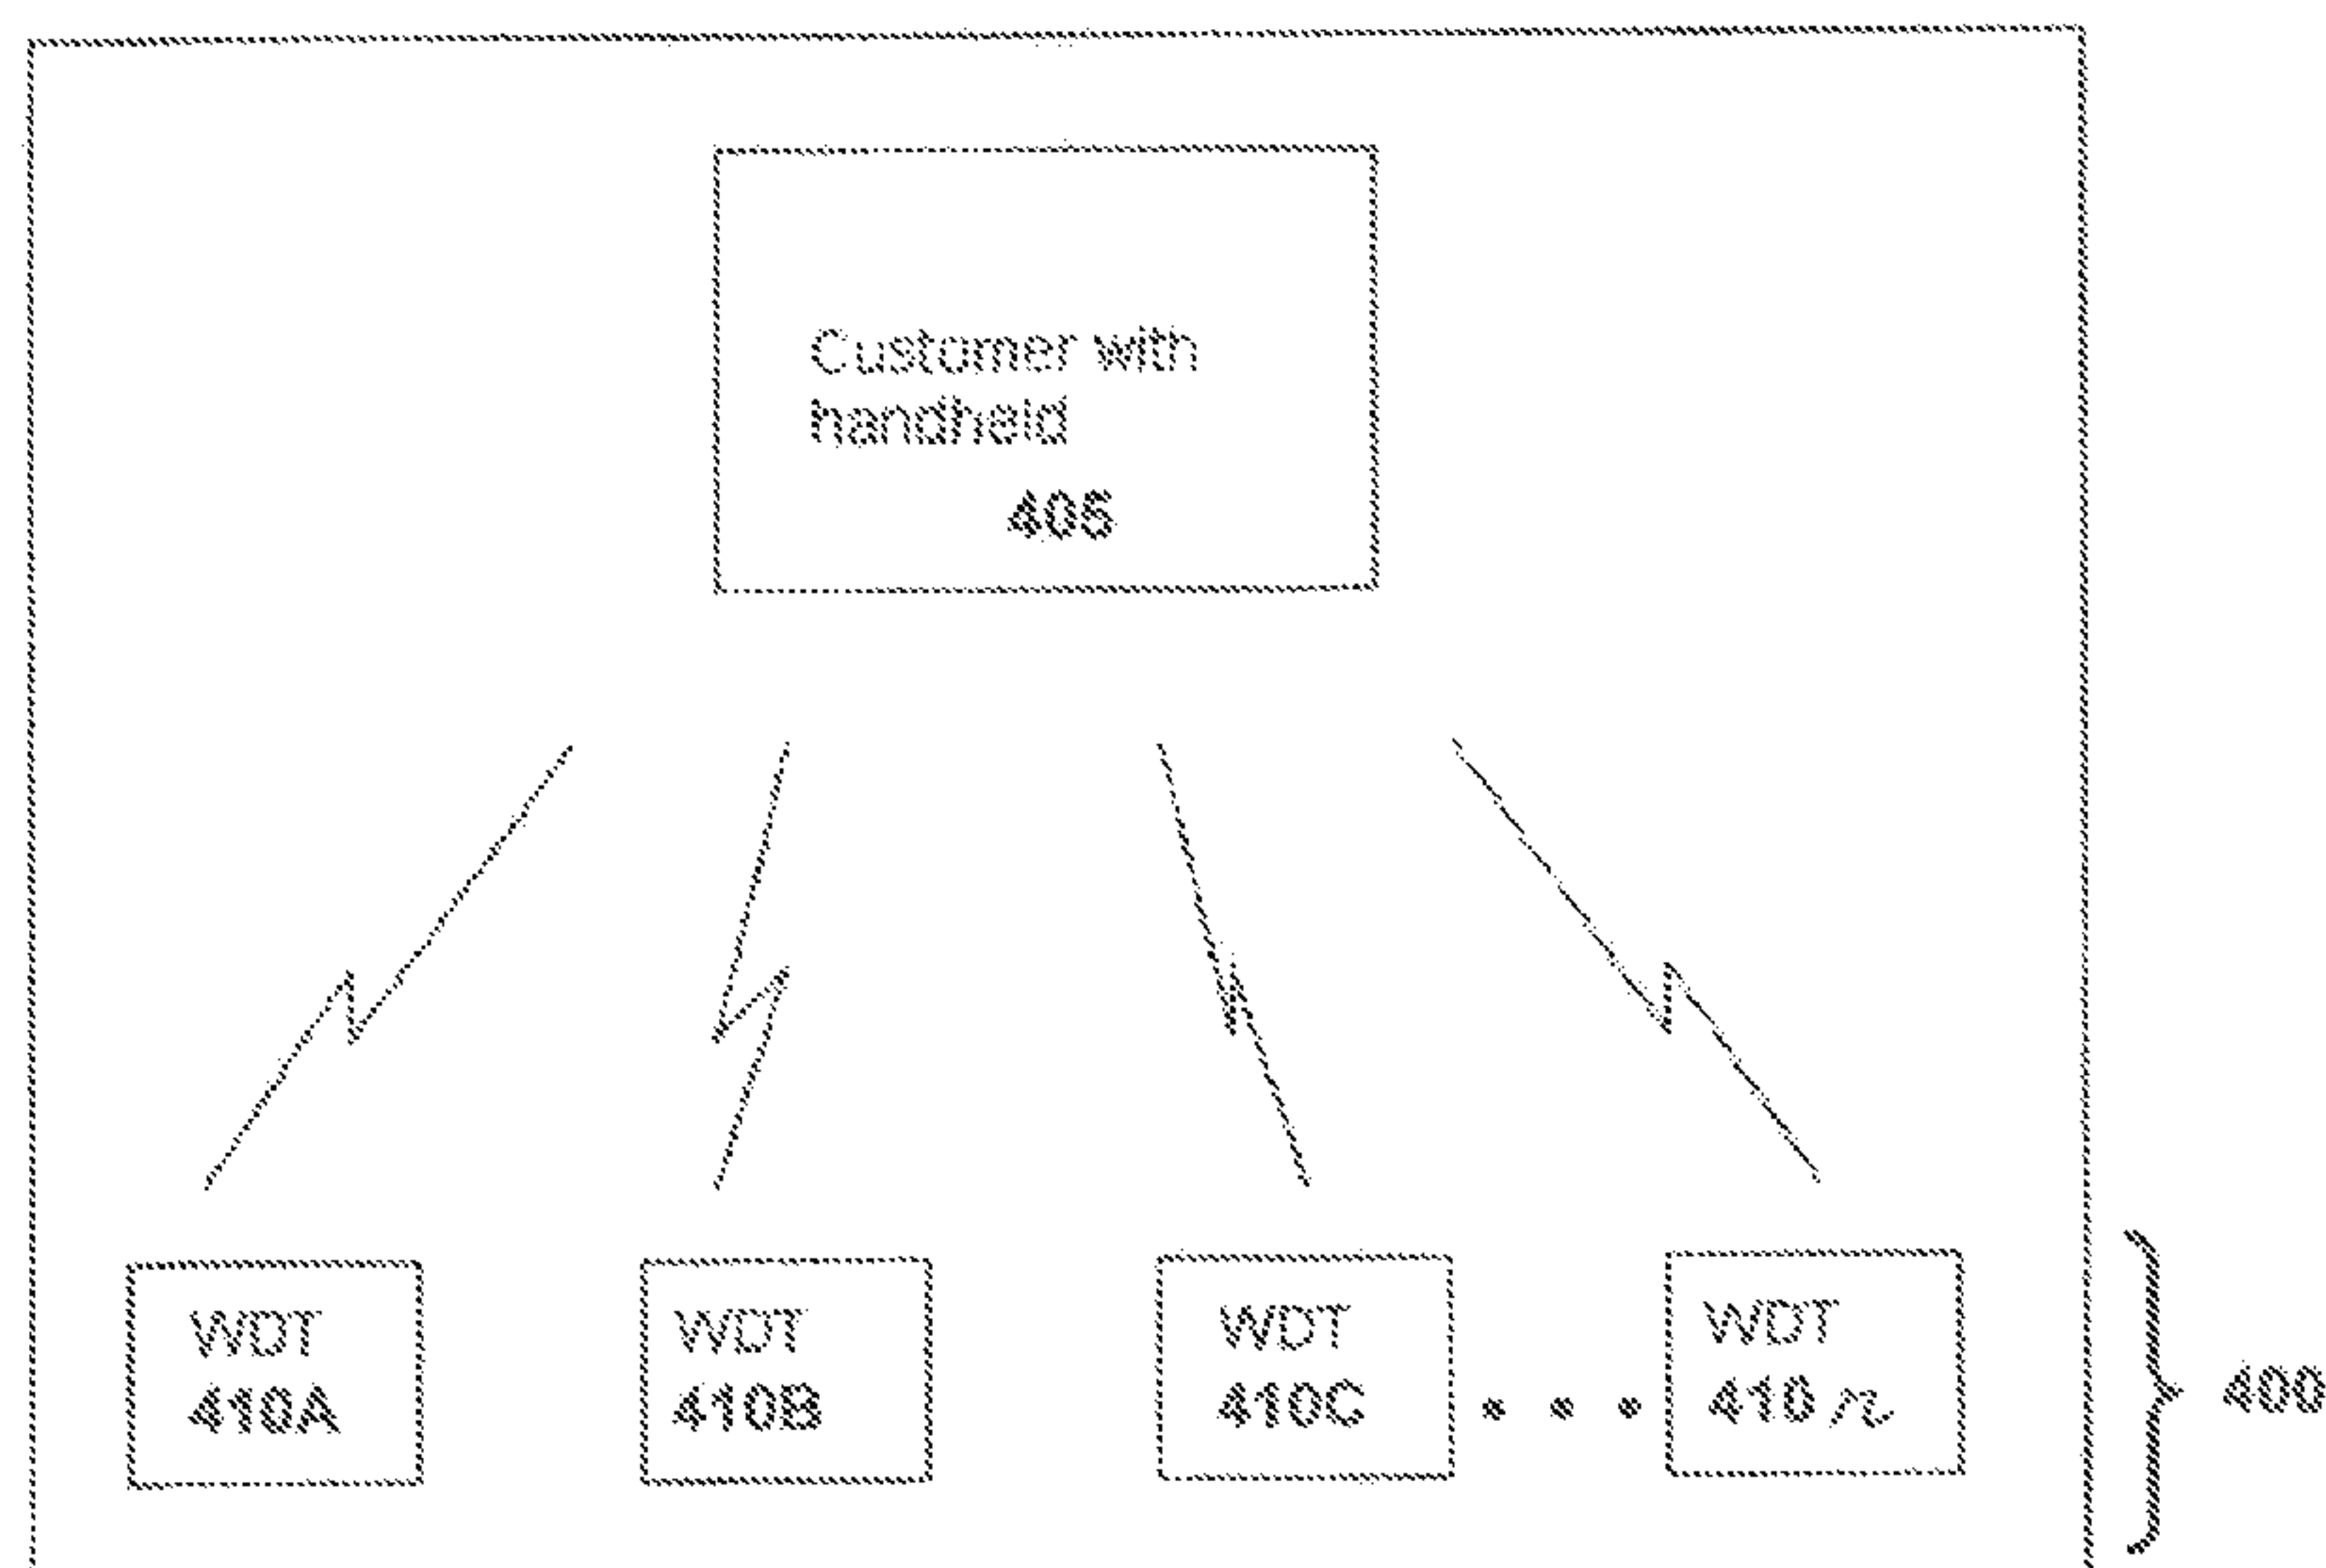 Customer with
handheld
405
WDT
410A
WDT
410B
WDT
410C
• • •
WDT
410n
400